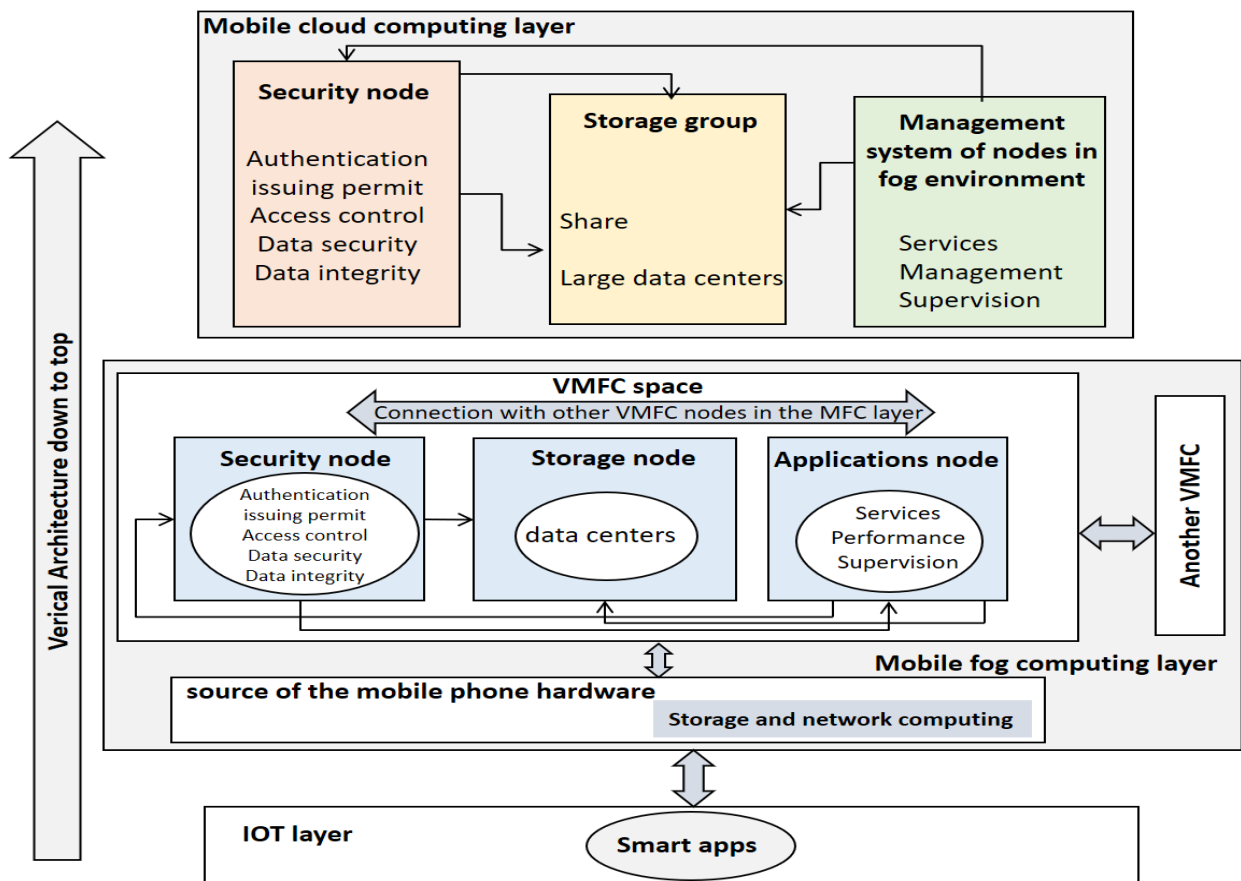 Mobile cloud computing layer
Security node
Authentication
issuing permit
Access control
Data security
Data integrity
Storage group
Share
Large data centers
Management
system of nodes in
fog environment
Services
Management
Supervision
Verical Architecture down to top
VMFC space
Connection with other VMFC nodes in the MFC layer
Security node
Authentication
issuing permit
Access control
Data security
Data integrity
Storage node
data centers
Applications node
Services
Performance
Supervision
Another VMFC
Mobile fog computing layer
source of the mobile phone hardware
Storage and network computing
IOT layer
Smart apps